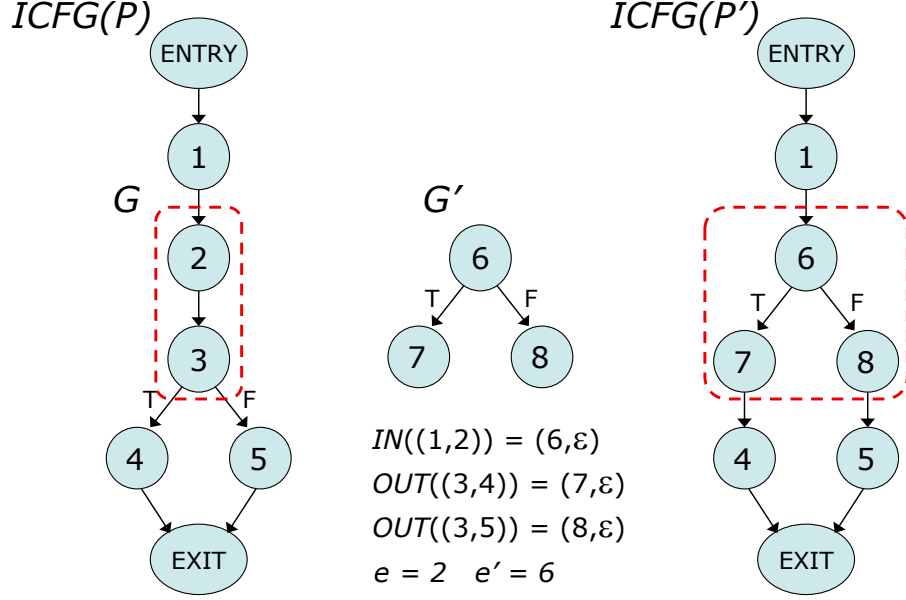 ICFG(P)
ENTRY
1
G
2
3
T
F
4
5
EXIT
G′
6
T
F
7
8
IN((1,2)) = (6,ε)
OUT((3,4)) = (7,ε)
OUT((3,5)) = (8,ε)
e = 2 e′ = 6
ICFG(P’)
ENTRY
1
6
T
F
7
8
4
5
EXIT